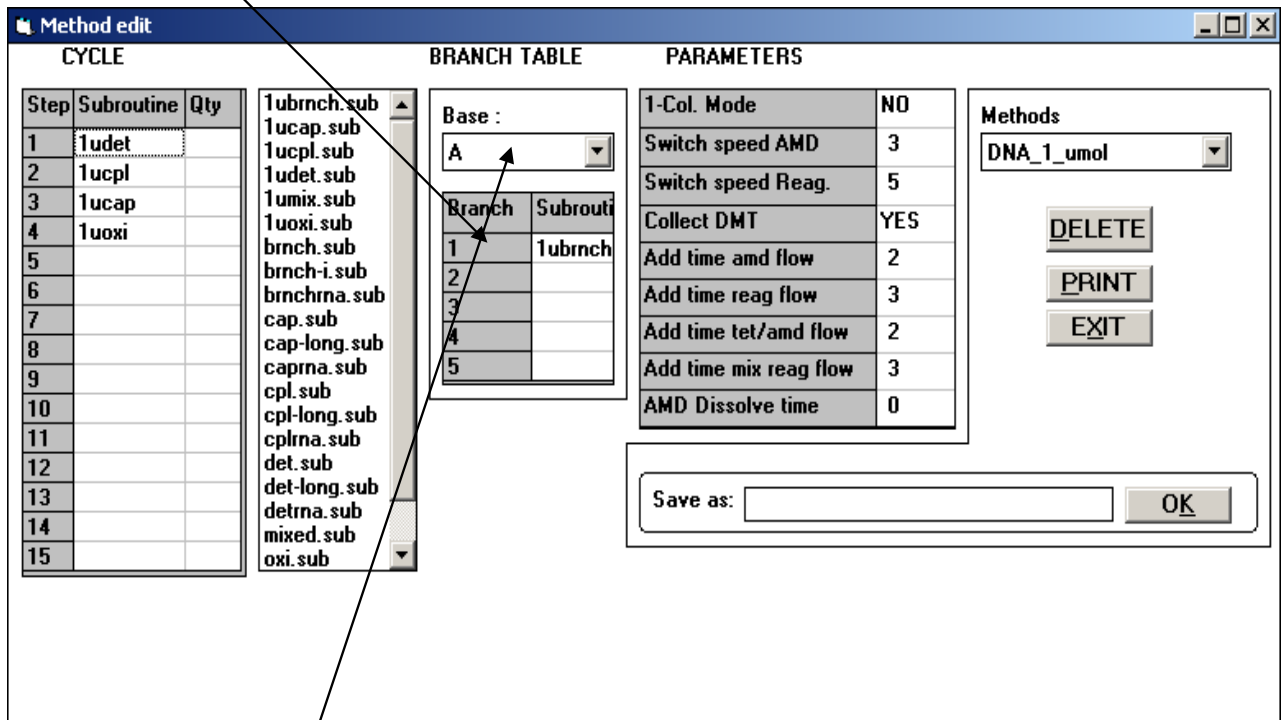 Method edit
CYCLE
BRANCH TABLE
PARAMETERS
Step Subroutine Qty
1 1udet
2 1ucpl
3 1ucap
4 1uoxi
5
6
7
8
9
10
11
12
13
14
15
1ubrnch.sub
1ucap.sub
1ucpl.sub
1udet.sub
1umix.sub
1uoxi.sub
brnch.sub
brnch-i.sub
brnchrna.sub
cap.sub
cap-long.sub
caprna.sub
cpl.sub
cpl-long.sub
cplrna.sub
det.sub
det-long.sub
detrna.sub
mixed.sub
oxi.sub
Base :
A
Branch Subrouti
1 1ubrnch
2
3
4
5
1-Col. Mode NO
Switch speed AMD 3
Switch speed Reag. 5
Collect DMT YES
Add time amd flow 2
Add time reag flow 3
Add time tet/amd flow 2
Add time mix reag flow 3
AMD Dissolve time 0
Methods
DNA_1_umol
DELETE
PRINT
EXIT
Save as:
OK